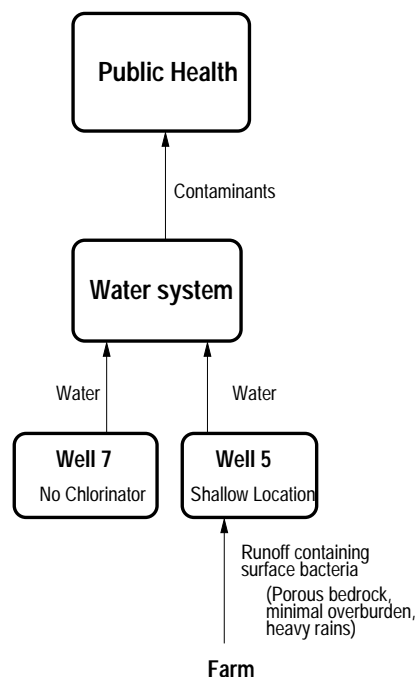 Public Health
Contaminants
Water system
Water
Water
Well 7
No Chlorinator
Well 5
Shallow Location
Runoff containing
surface bacteria
(Porous bedrock,
minimal overburden,
heavy rains)
Farm